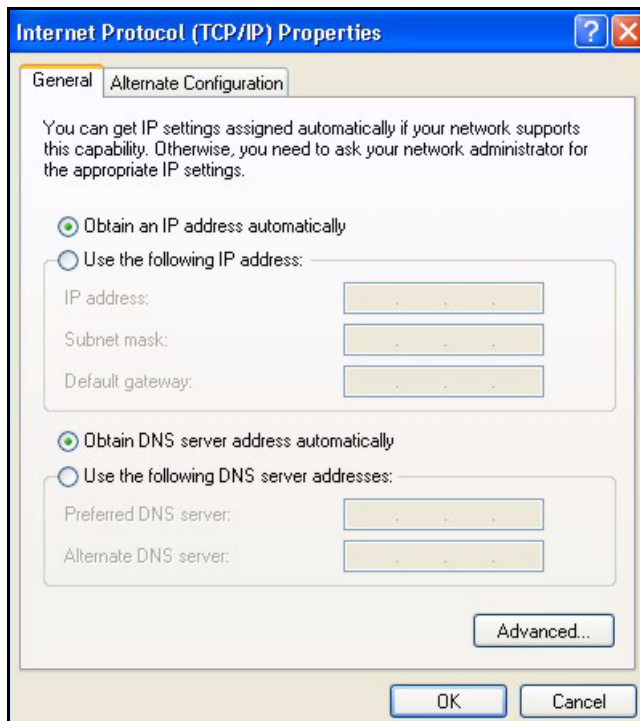 Internet Protocol (TCP/IP) Properties
General
Alternate Configuration
You can get IP settings assigned automatically if your network supports
this capability. Otherwise, you need to ask your network administrator for
the appropriate IP settings.
Obtain an IP address automatically
Use the following IP address:
IP address:
Subnet mask:
Default gateway:
Obtain DNS server address automatically
Use the following DNS server addresses:
Preferred DNS server:
Alternate DNS server:
Advanced...
OK
Cancel